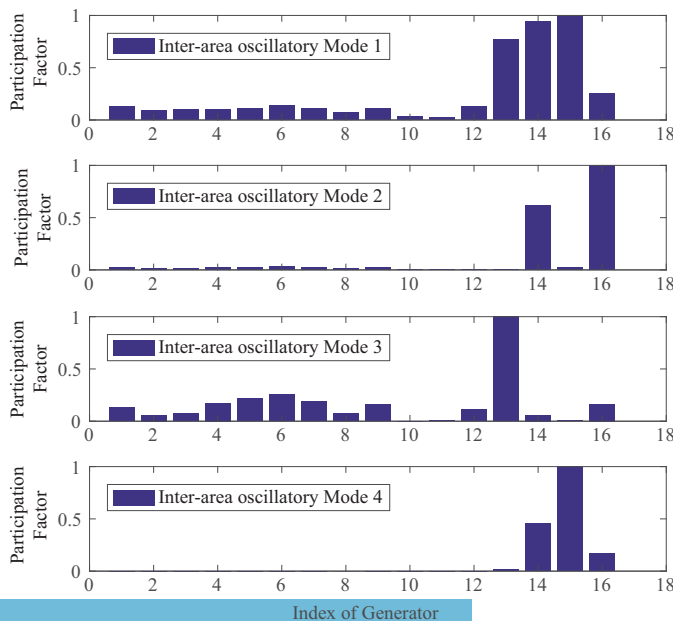 Participation
Factor
1
0.5
0
Inter-area oscillatory Mode 1
0 2 4 6 8 10 12 14 16 18
Participation
Factor
1
0.5
0
Inter-area oscillatory Mode 2
0 2 4 6 8 10 12 14 16 18
Participation
Factor
1
0.5
0
Inter-area oscillatory Mode 3
0 2 4 6 8 10 12 14 16 18
Participation
Factor
1
0.5
0
Inter-area oscillatory Mode 4
0 2 4 6 8 10 12 14 16 18
Index of Generator